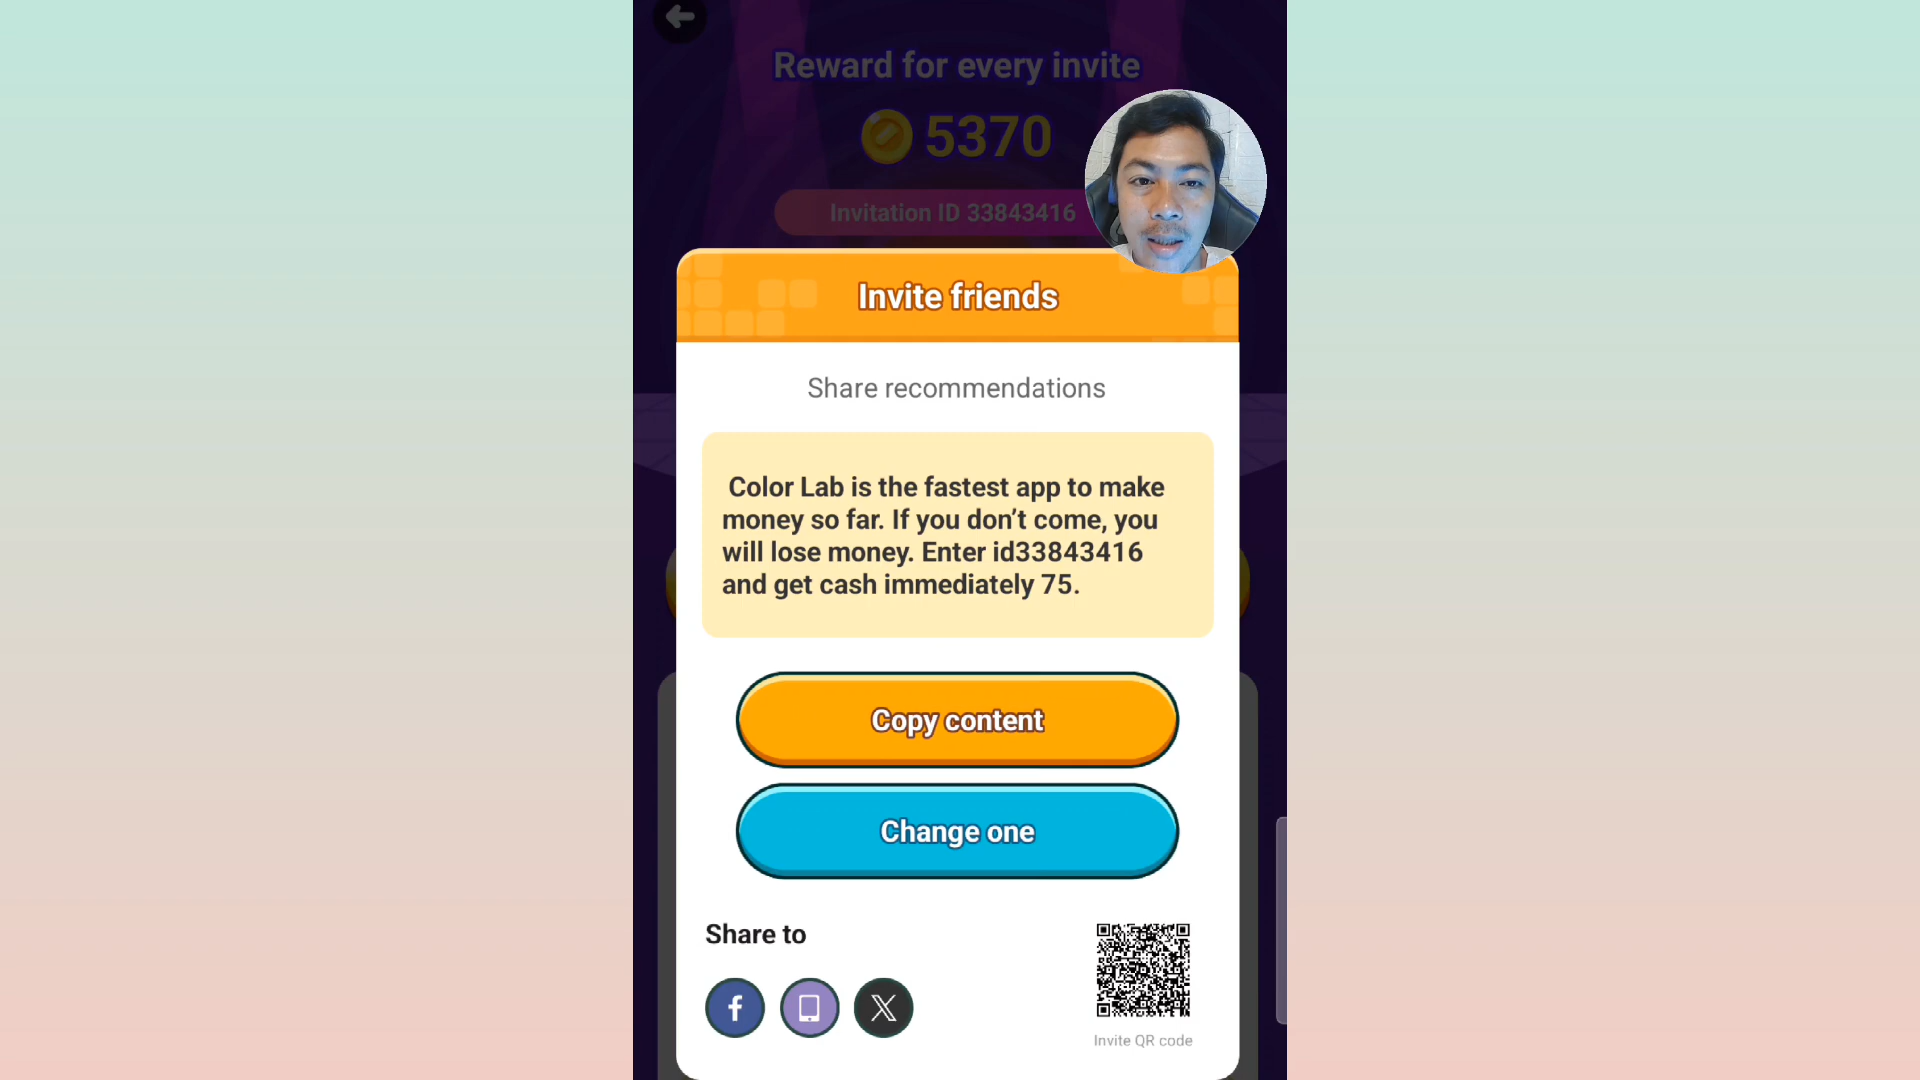 Reward for every invite
5370
Invitation ID 33843416
Invite friends
Share recommendations
Color Lab is the fastest app to make
money so far. If you don’t come, you
will lose money. Enter id33843416
and get cash immediately 75.
Copy content
Change one
Share to
Invite QR code